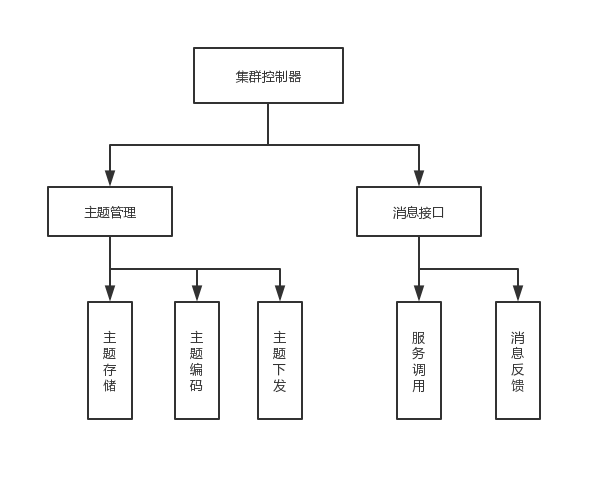 集群控制器
主题管理
消息接口
主题存储
主题编码
主题下发
服务调用
消息反馈